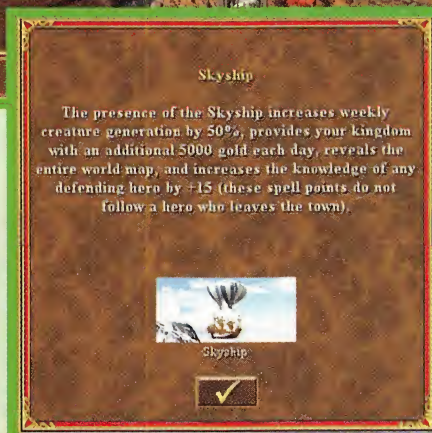 Skyship
The presence of the Skyship increases weekly
creature generation by 50%, provides your kingdom
with an additional 5000 gold each day, reveals the
entire world map, and increases the knowledge of any
defending hero by +15 (these spell points do not
follow a hero who leaves the town).
Skyship